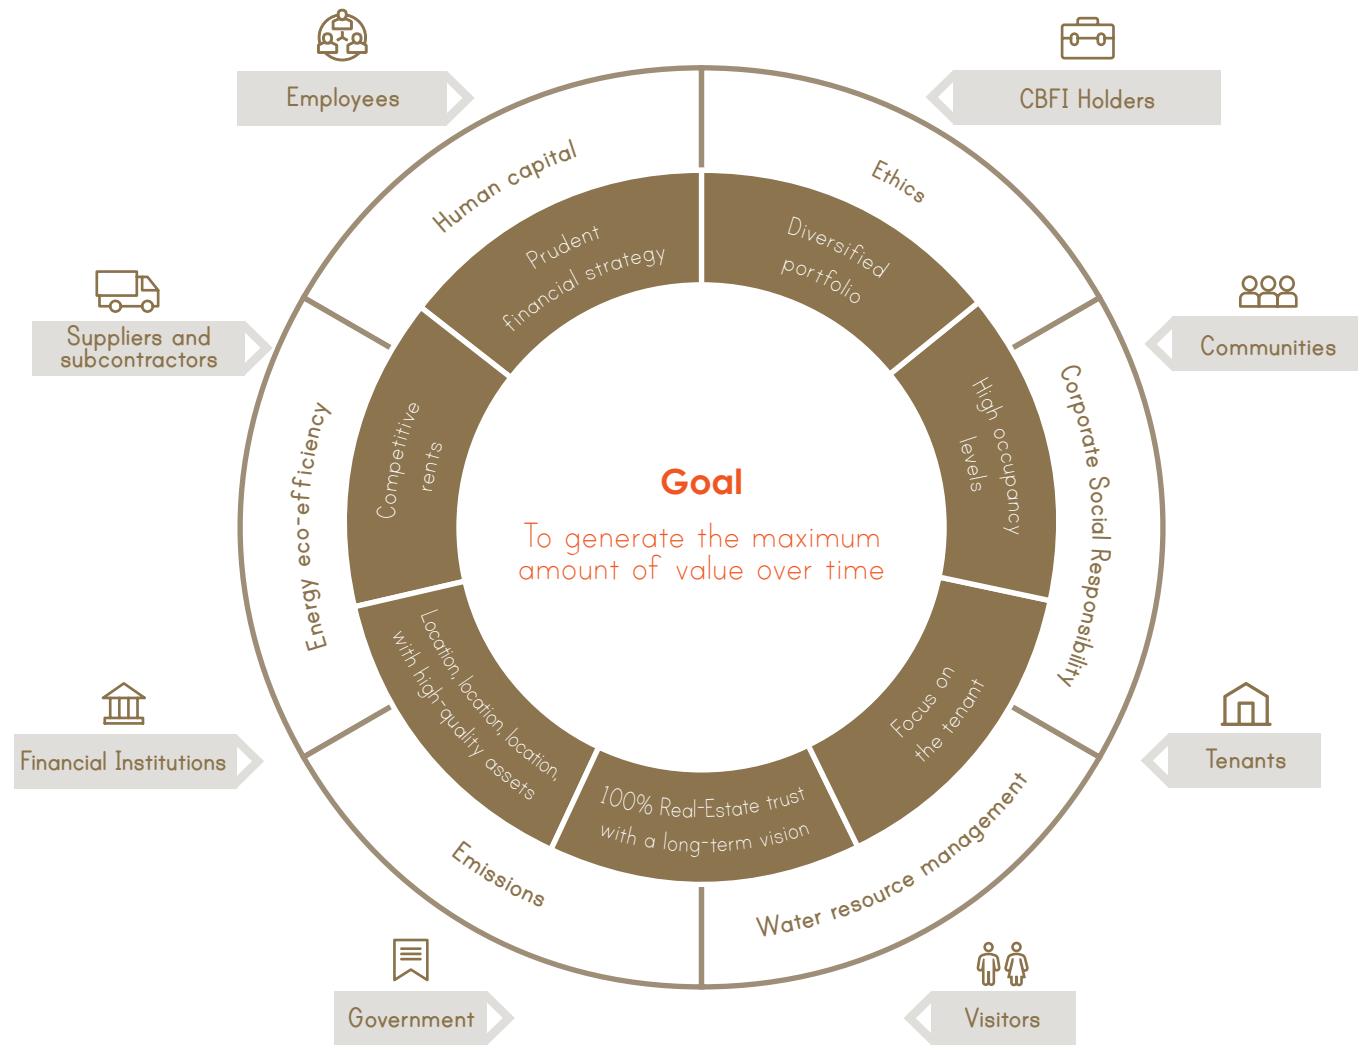 Employees
CBFI Holders
Human capital
Ethics
Prudent
financial strategy
Diversified
portfolio
Suppliers and
subcontractors
Communities
Competitive
rents
High occupancy
levels
Energy eco-efficiency
Corporate Social Responsibility
Goal
To generate the maximum
amount of value over time
Location, location, location,
with high-quality assets
Focus on
the tenant
100% Real-Estate trust
with a long-term vision
Financial Institutions
Tenants
Emissions
Water resource management
Government
Visitors